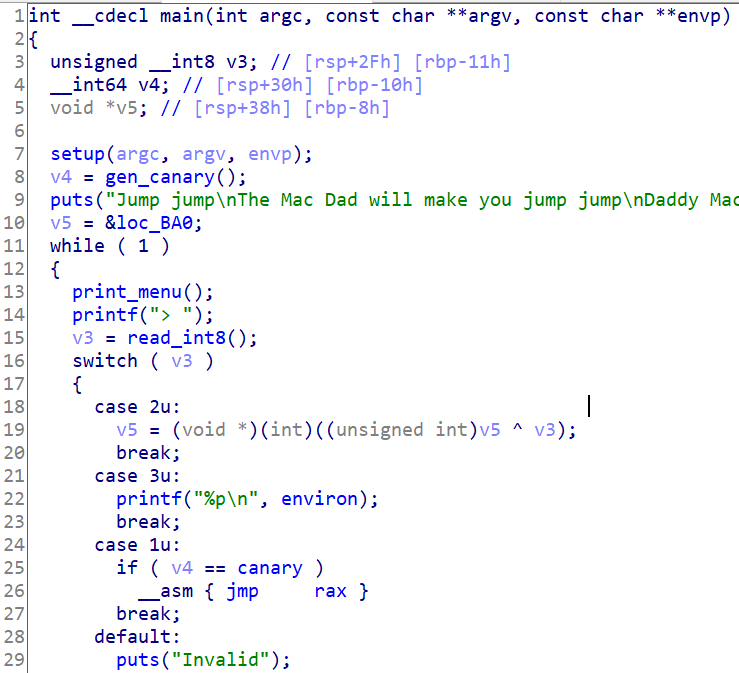 1 int __cdecl main(int argc, const char **argv, const char **envp)
2 {
3 unsigned __int8 v3; // [rsp+2Fh] [rbp-11h]
4 __int64 v4; // [rsp+30h] [rbp-10h]
5 void *v5; // [rsp+38h] [rbp-8h]
6
7 setup(argc, argv, envp);
8 v4 = gen_canary();
9 puts("Jump jump\nThe Mac Dad will make you jump jump\nDaddy Mac
10 v5 = &loc_BA0;
11 while ( 1 )
12 {
13 print_menu();
14 printf("> ");
15 v3 = read_int8();
16 switch ( v3 )
17 {
18 case 2u:
19 v5 = (void *)(int)((unsigned int)v5 ^ v3);
20 break;
21 case 3u:
22 printf("%p\n", environ);
23 break;
24 case 1u:
25 if ( v4 == canary )
26 __asm { jmp     rax }
27 break;
28 default:
29 puts("Invalid");